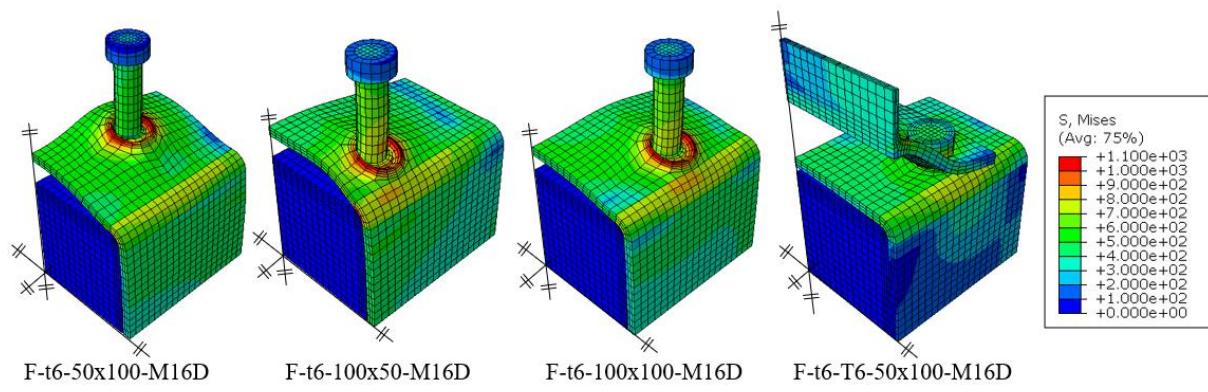 S, Mises
(Avg: 75%)
+1.100e+03
+1.000e+03
+9.000e+02
+8.000e+02
+7.000e+02
+6.000e+02
+5.000e+02
+4.000e+02
+3.000e+02
+2.000e+02
+1.000e+02
+0.000e+00
F-t6-50x100-M16D
F-t6-100x50-M16D
F-t6-100x100-M16D
F-t6-T6-50x100-M16D